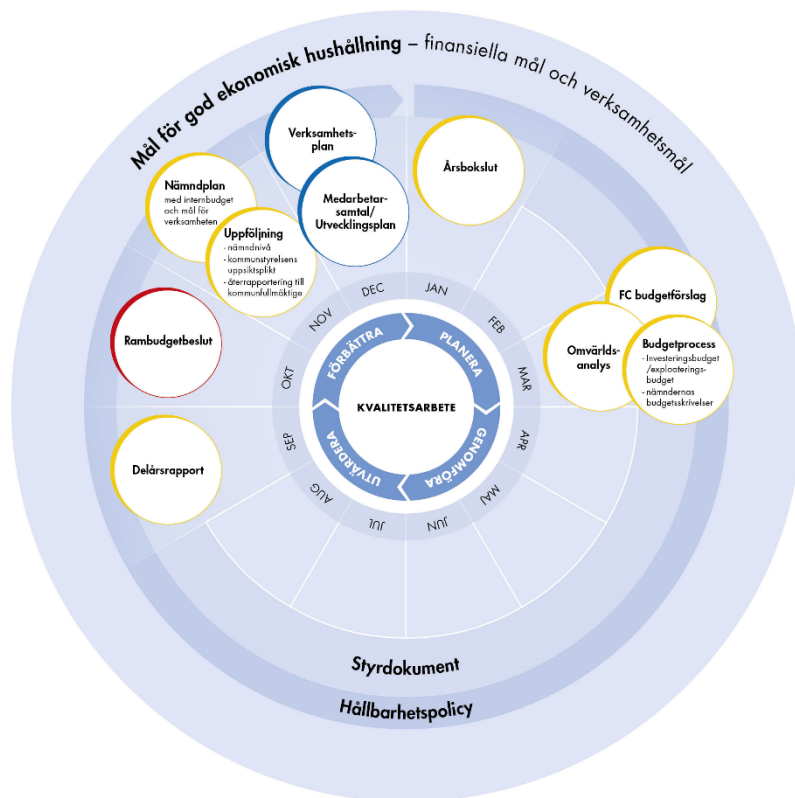 Mål för god ekonomisk hushållning – finansiella mål och verksamhetsmål
Verksamhets-
plan
Årsbokslut
Nämndplan
med internbudget
och mål för
verksamheten
Medarbetar-
samtal/
Utvecklingsplan
Uppföljning
- nämndnivå
- kommunstyrelsens
uppsiktsplikt
- återrapportering till
kommunfullmäktige
FC budgetförslag
Rambudgetbeslut
Omvärlds-
analys
Budgetprocess
- Investeringsbudget
/exploaterings-
budget
- nämndernas
budgetsskrivelser
Delårsrapport
JAN
FEB
MAR
APR
MAJ
JUN
JUL
AUG
SEP
OKT
NOV
DEC
PLANERA
GENOMFÖRA
UTVÄRDERA
FÖRBÄTTRA
KVALITETSARBETE
Styrdokument
Hållbarhetspolicy